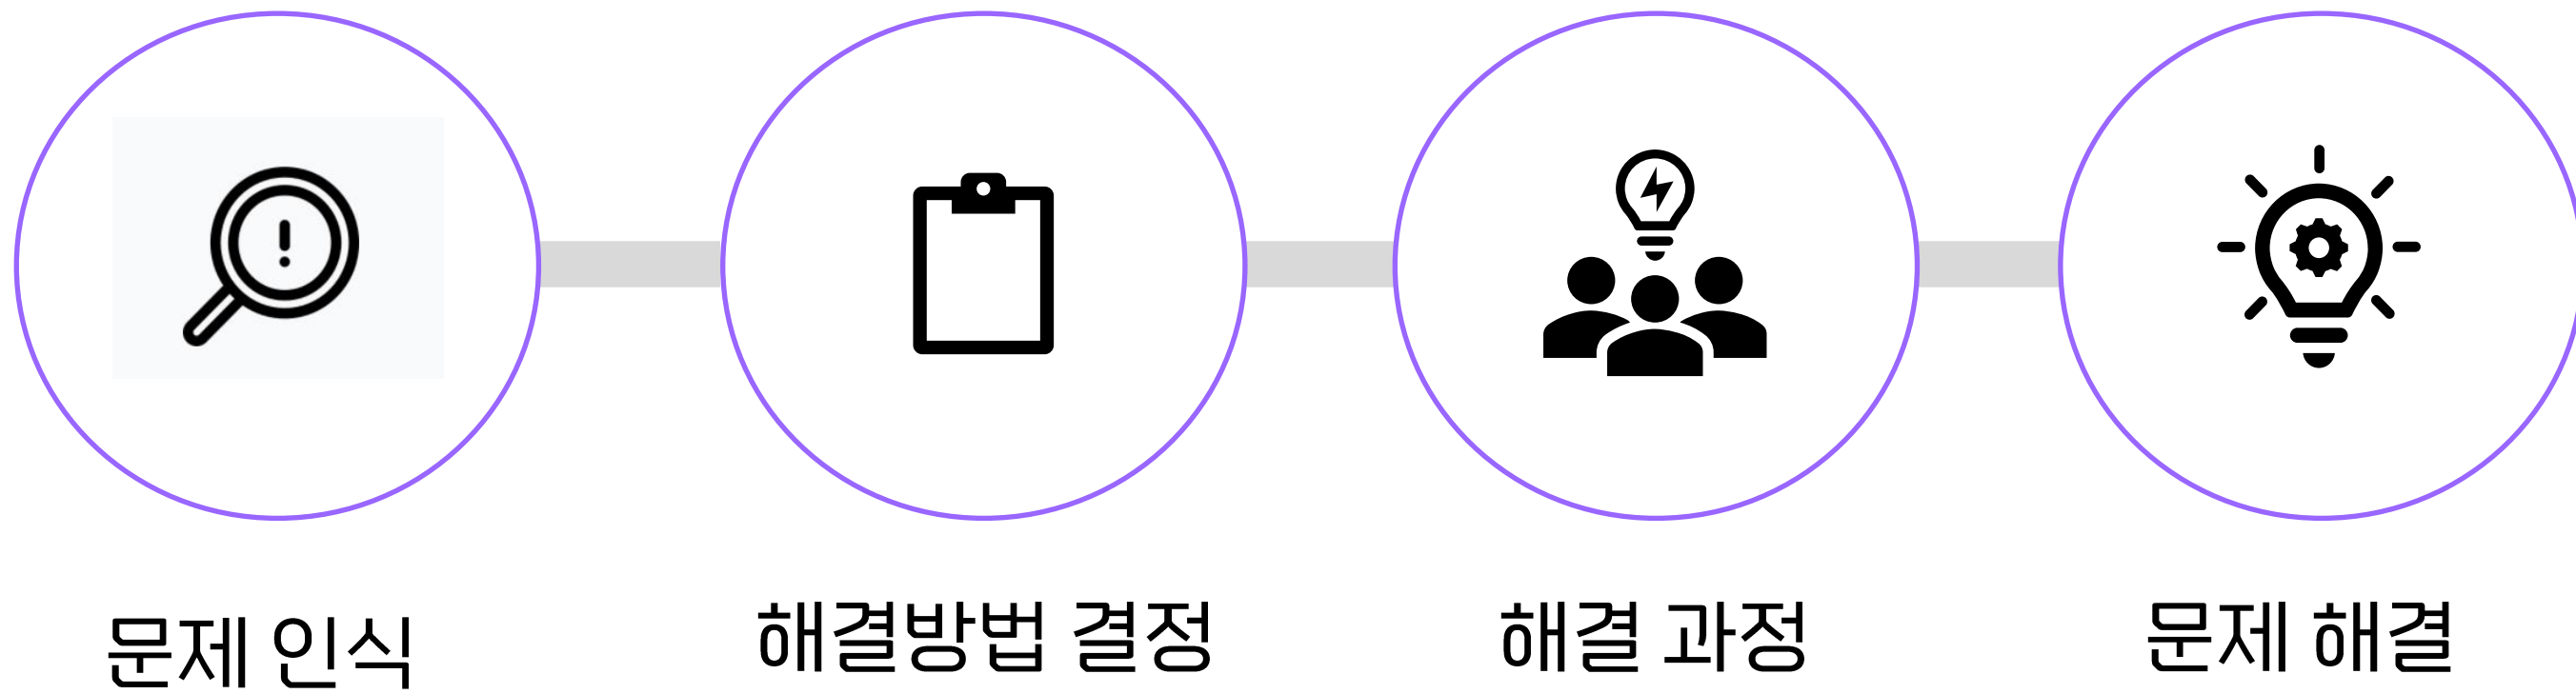 문제 인식
해결방법 결정
해결 과정
문제 해결